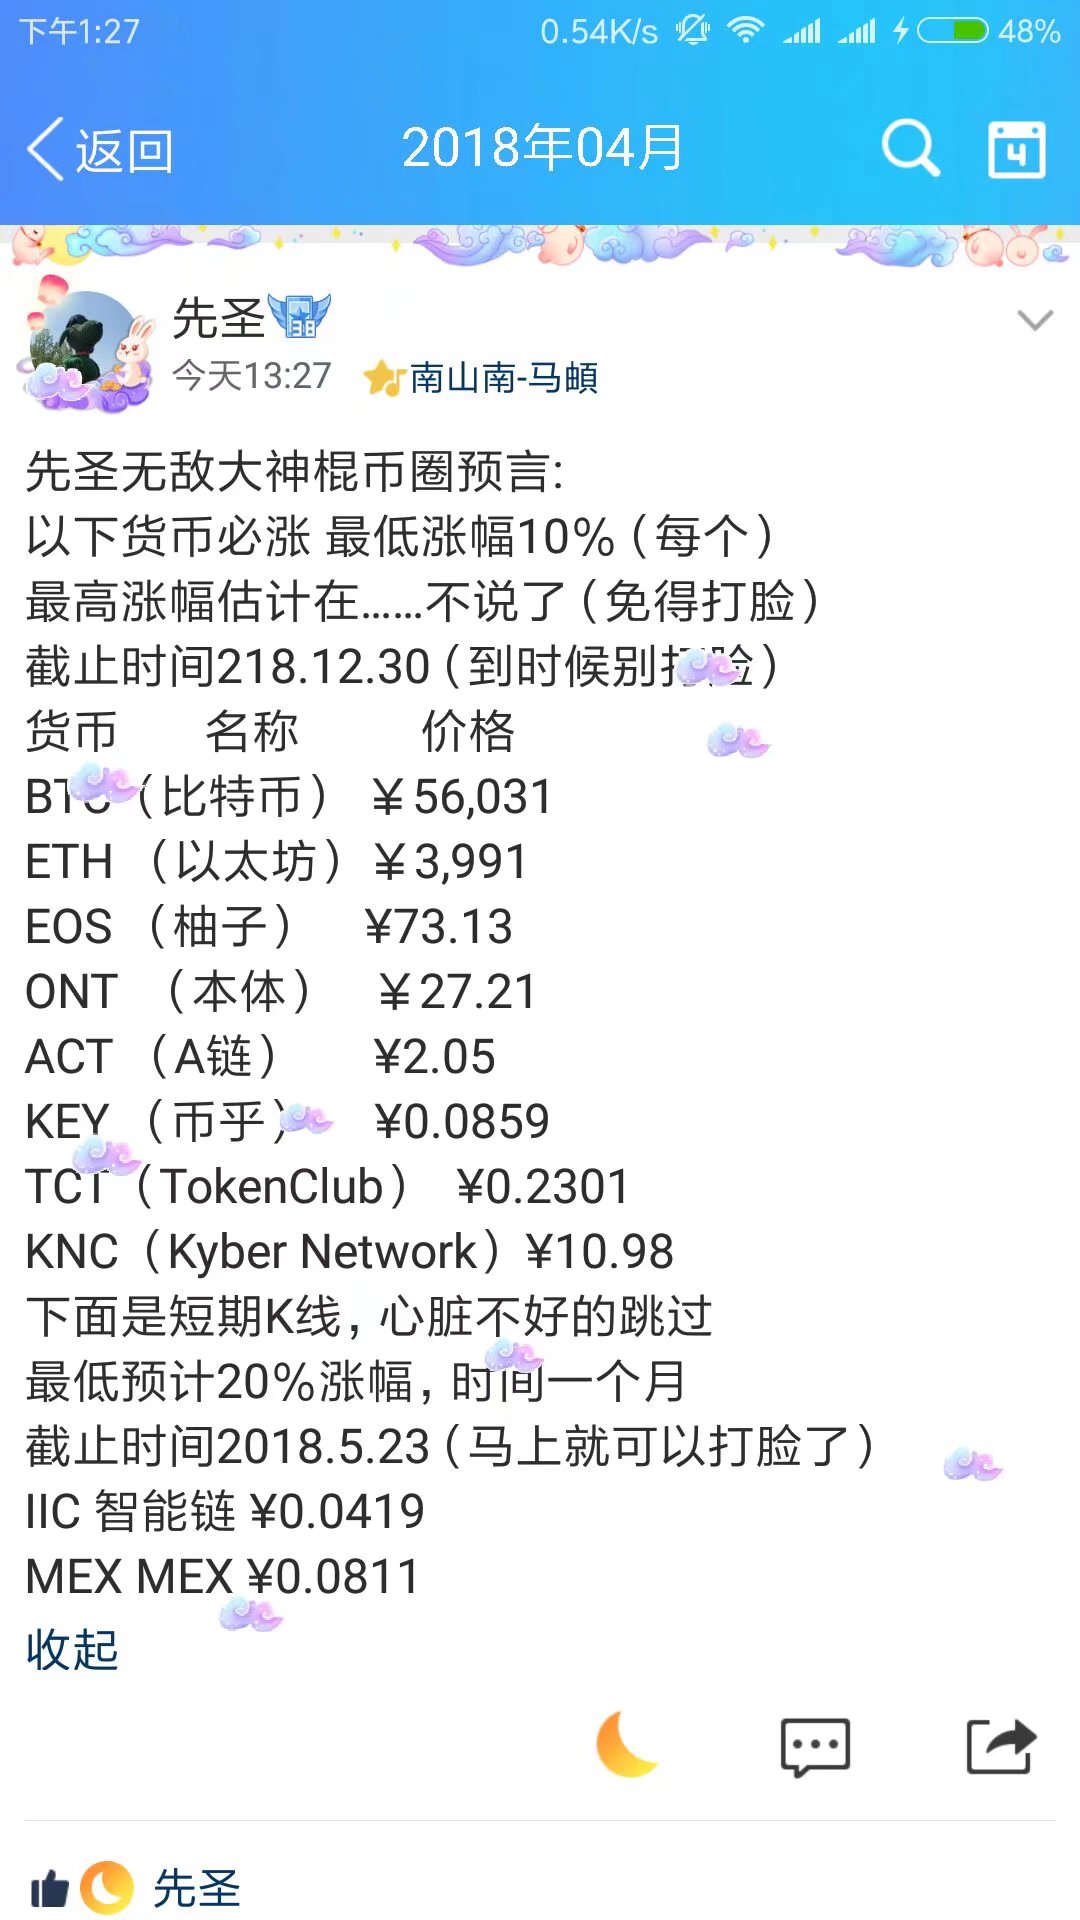 下午1:27
0.54K/s
48%
返回
2018年04月
4
先圣
38
今天13:27
南山南-马頔
先圣无敌大神棍币圈预言:
以下货币必涨 最低涨幅10%（每个）
最高涨幅估计在……不说了（免得打脸）
截止时间218.12.30（到时候别打脸）
货币 名称 价格
BTC（比特币） ￥56,031
ETH （以太坊）￥3,991
EOS （柚子） ¥73.13
ONT （本体） ￥27.21
ACT （A链） ¥2.05
KEY （币乎） ¥0.0859
TCT（TokenClub） ¥0.2301
KNC（Kyber Network）¥10.98
下面是短期K线，心脏不好的跳过
最低预计20%涨幅，时间一个月
截止时间2018.5.23（马上就可以打脸了）
IIC 智能链 ¥0.0419
MEX MEX ¥0.0811
收起
先圣